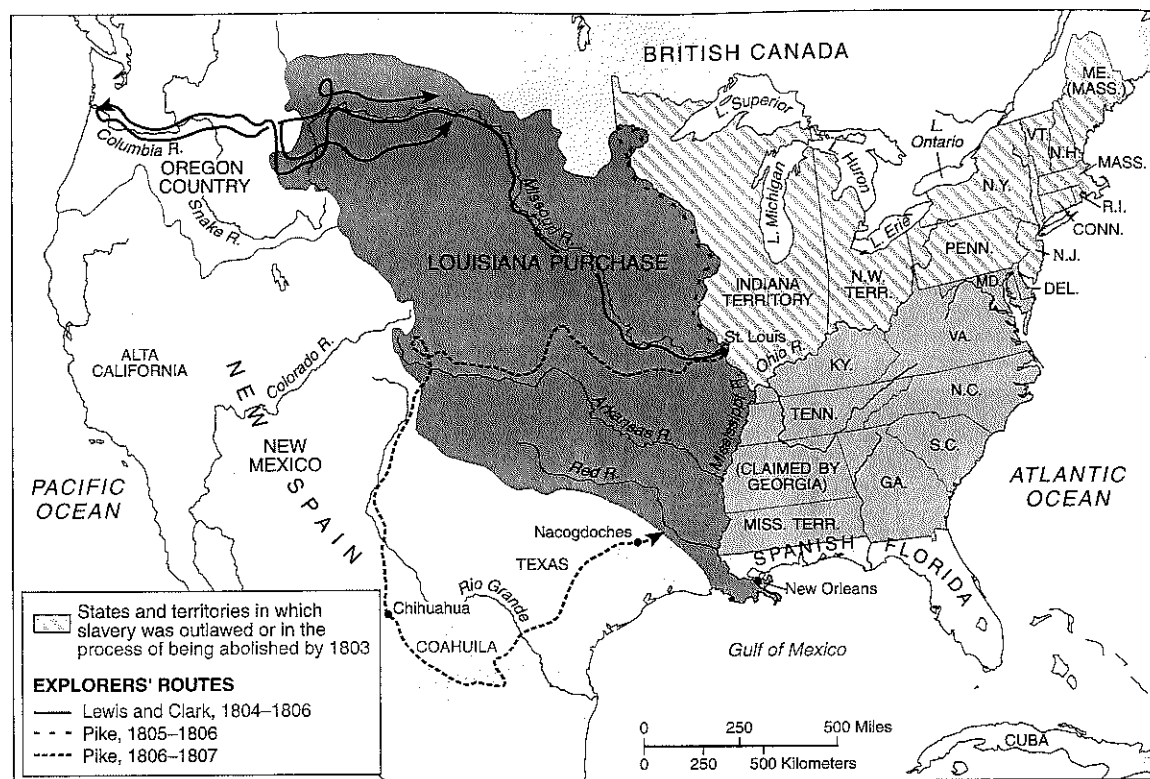 BRITISH CANADA
ME.
(MASS.)
L. Superior
L.
Ontario
VT.
N.H.
MASS.
Columbia R.
OREGON
COUNTRY
L. Michigan
L.
Huron
N.Y.
R.I.
CONN.
Snake R.
Missouri R.
L. Erie
PENN.
N.J.
LOUISIANA PURCHASE
INDIANA
TERRITORY
N.W.
TERR.
MD.
DEL.
St. Louis
Ohio R.
VA.
KY.
ALTA
CALIFORNIA
Colorado R.
NEW SPAIN
N.C.
TENN.
Arkansas R.
Mississippi R.
NEW
MEXICO
S.C.
Red R.
(CLAIMED BY
GEORGIA)
GA.
PACIFIC
OCEAN
ATLANTIC
OCEAN
MISS. TERR.
Nacogdoches
TEXAS
SPANISH FLORIDA
New Orleans
Rio Grande
Chihuahua
COAHUILA
Gulf of Mexico
States and territories in which
slavery was outlawed or in the
process of being abolished by 1803
EXPLORERS' ROUTES
Lewis and Clark, 1804–1806
Pike, 1805–1806
Pike, 1806–1807
0 250 500 Miles
0 250 500 Kilometers
CUBA